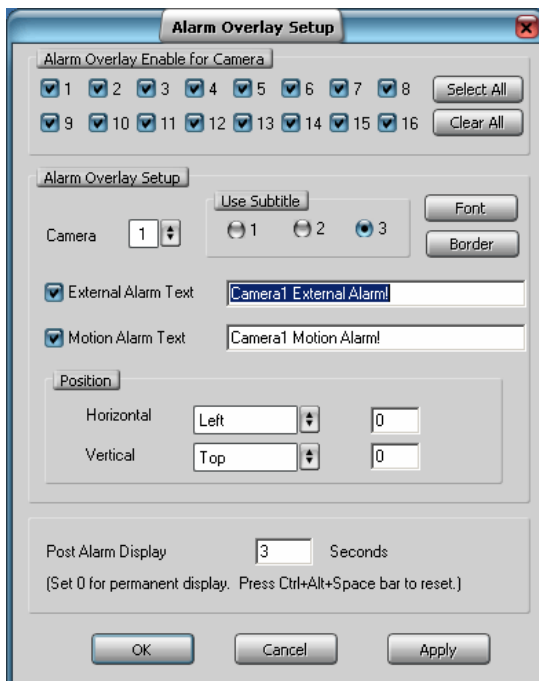 Alarm Overlay Setup
Alarm Overlay Enable for Camera
1 2 3 4 5 6 7 8 Select All
9 10 11 12 13 14 15 16 Clear All
Alarm Overlay Setup
Use Subtitle
Font
Camera 1 1 2 3
Border
External Alarm Text Camera1 External Alarm!
Motion Alarm Text Camera1 Motion Alarm!
Position
Horizontal Left 0
Vertical Top 0
Post Alarm Display 3 Seconds
(Set 0 for permanent display. Press Ctrl+Alt+Space bar to reset.)
OK Cancel Apply